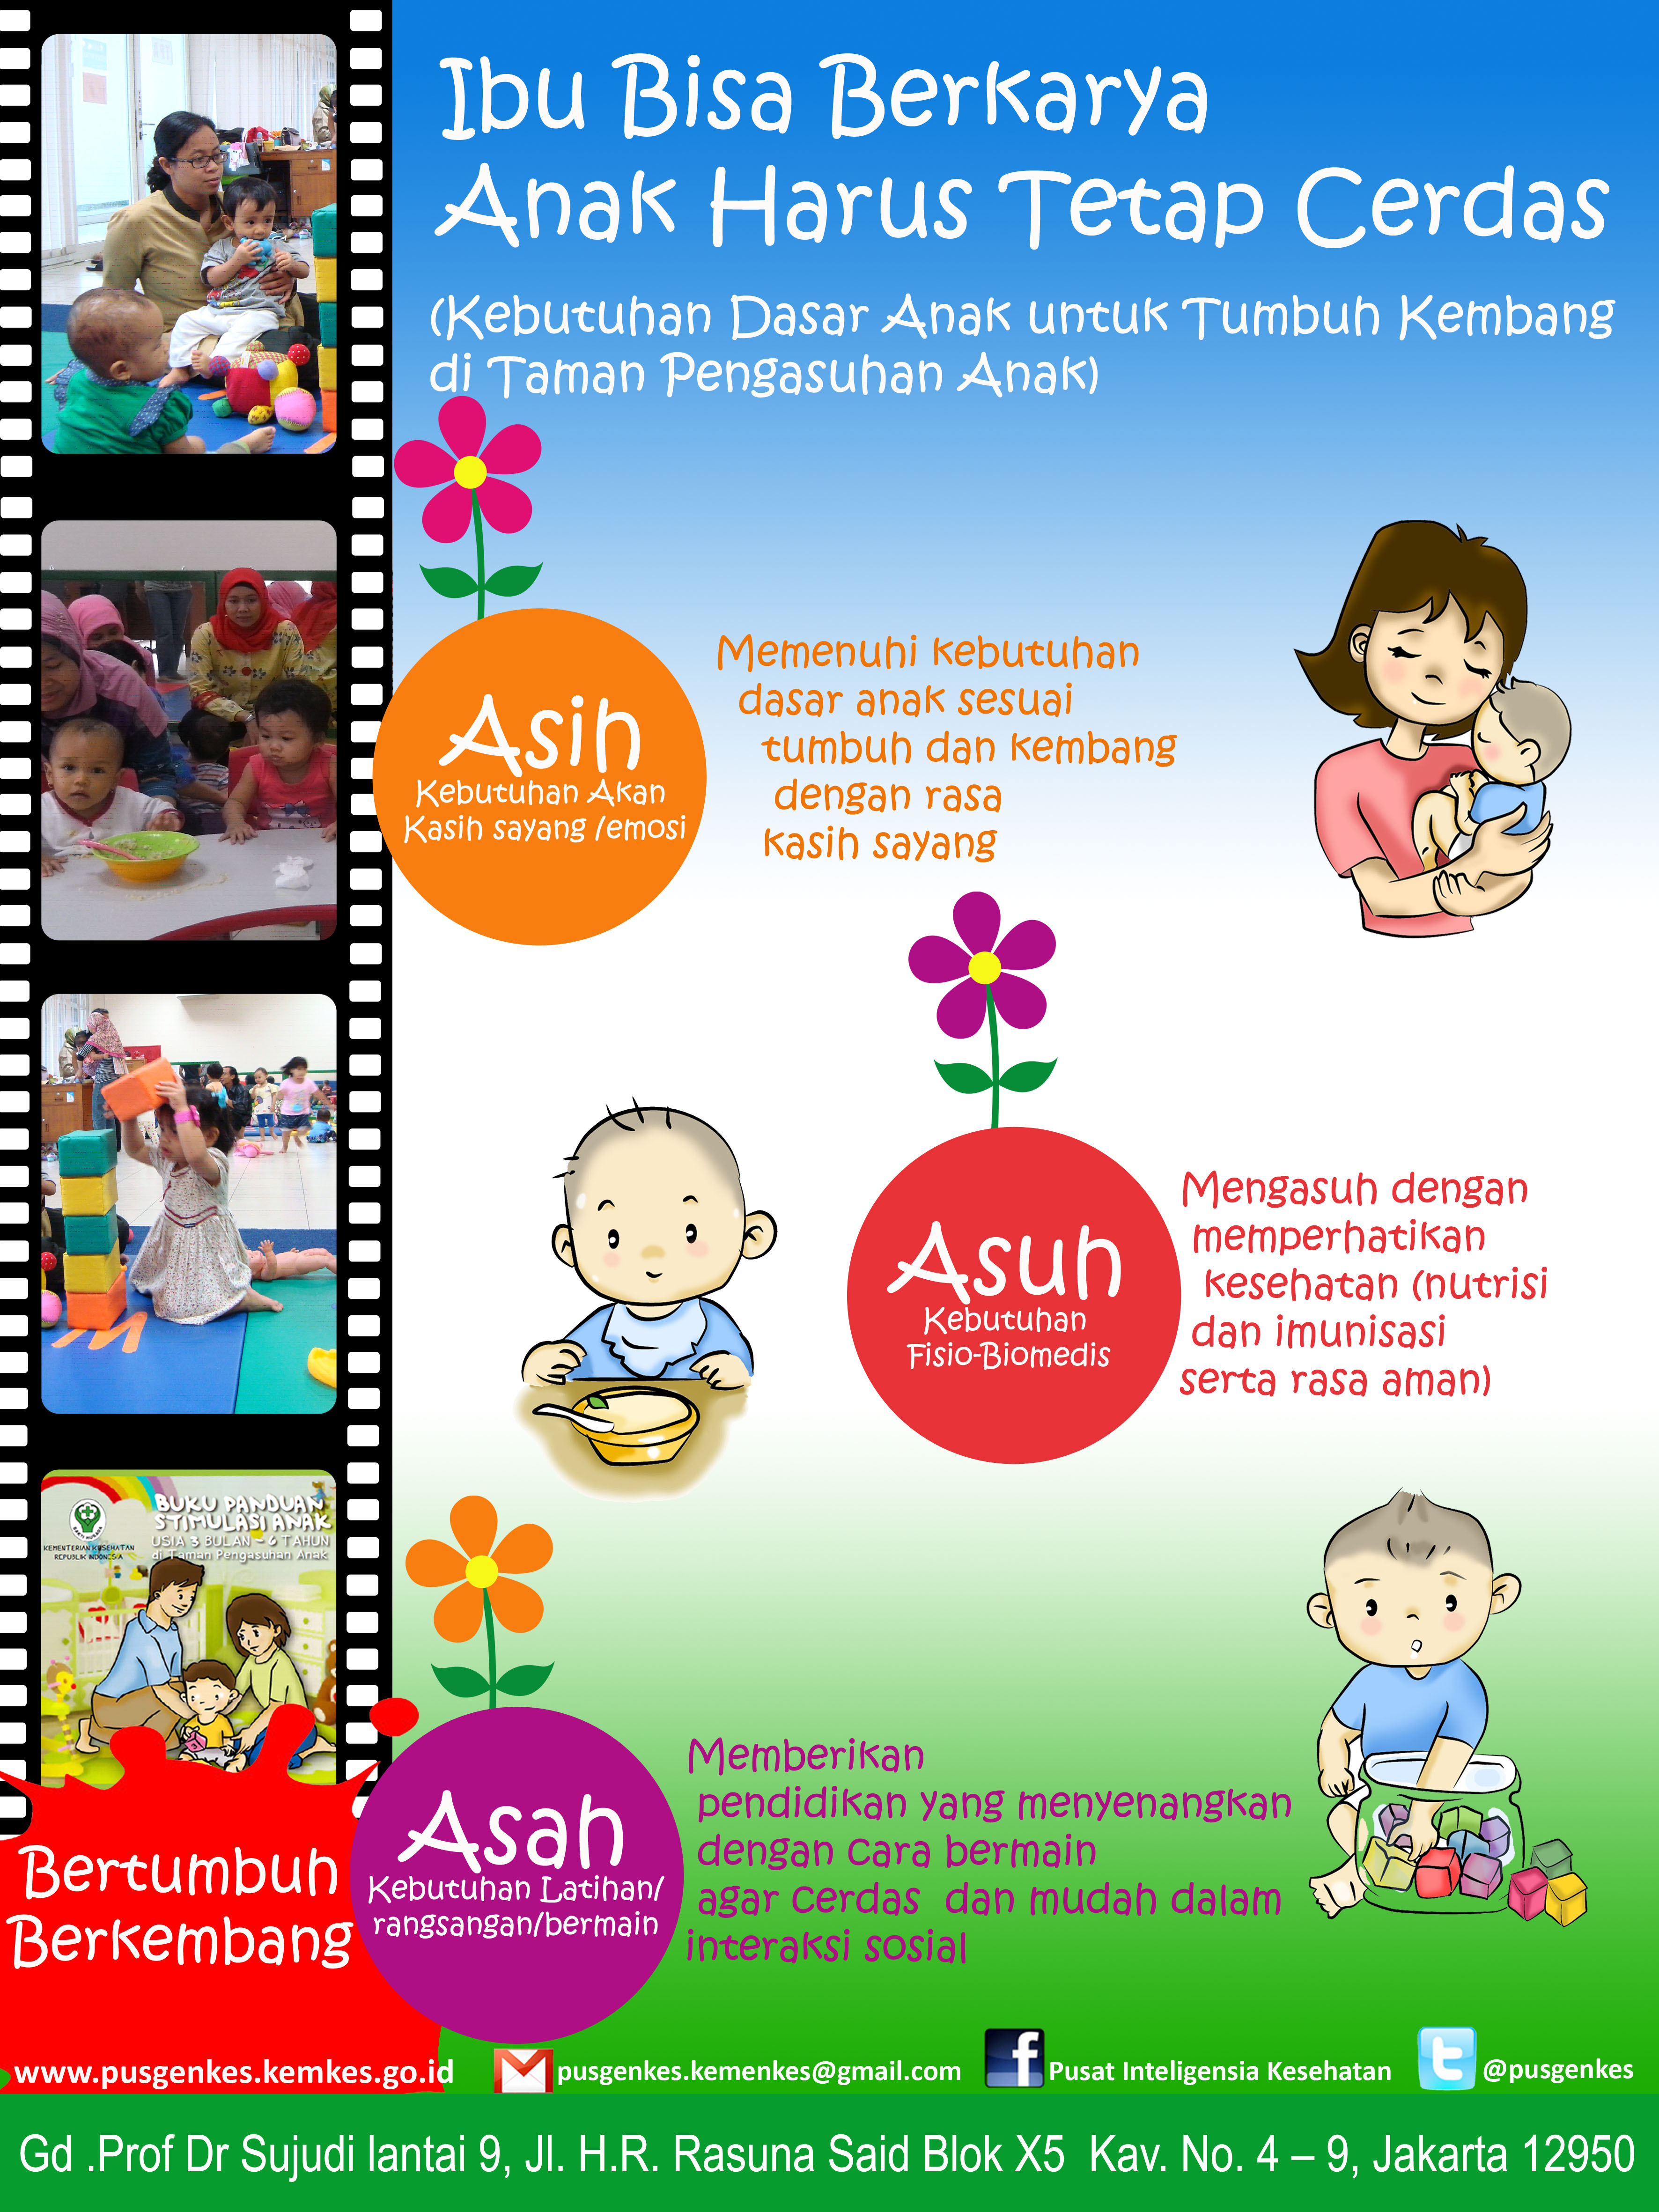 Ibu Bisa Berkarya
Anak Harus Tetap Cerdas
(Kebutuhan Dasar Anak untuk Tumbuh Kembang
di Taman Pengasuhan Anak)
Asih
Kebutuhan Akan
Kasih sayang /emosi
Memenuhi kebutuhan
dasar anak sesuai
tumbuh dan kembang
dengan rasa
kasih sayang
Asuh
Kebutuhan
Fisio-Biomedis
Mengasuh dengan
memperhatikan
kesehatan (nutrisi
dan imunisasi
serta rasa aman)
KEMENTERIAN KESEHATAN
REPUBLIK INDONESIA
BUKU PANDUAN
STIMULASI ANAK
USIA 3 BULAN - 6 TAHUN
di Taman Pengasuhan Anak
Asah
Kebutuhan Latihan/
rangsangan/bermain
Memberikan
pendidikan yang menyenangkan
dengan cara bermain
agar cerdas dan mudah dalam
interaksi sosial
Bertumbuh
Berkembang
www.pusgenkes.kemkes.go.id
pusgenkes.kemenkes@gmail.com
Pusat Inteligensia Kesehatan
@pusgenkes
Gd .Prof Dr Sujudi lantai 9, Jl. H.R. Rasuna Said Blok X5 Kav. No. 4 – 9, Jakarta 12950